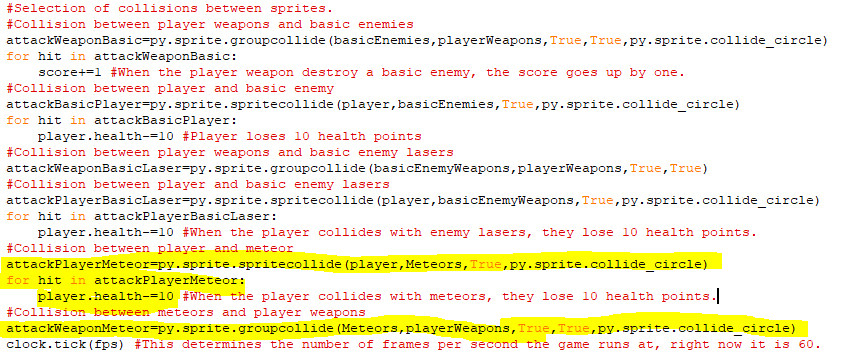 #Selection of collisions between sprites.
#Collision between player weapons and basic enemies
attackWeaponBasic=py.sprite.groupcollide(basicEnemies,playerWeapons,True,True,py.sprite.collide_circle)
for hit in attackWeaponBasic:
    score+=1 #When the player weapon destroy a basic enemy, the score goes up by one.
#Collision between player and basic enemy
attackBasicPlayer=py.sprite.spritecollide(player,basicEnemies,True,py.sprite.collide_circle)
for hit in attackBasicPlayer:
    player.health-=10 #Player loses 10 health points
#Collision between player weapons and basic enemy lasers
attackWeaponBasicLaser=py.sprite.groupcollide(basicEnemyWeapons,playerWeapons,True,True)
#Collision between player and basic enemy lasers
attackPlayerBasicLaser=py.sprite.spritecollide(player,basicEnemyWeapons,True,py.sprite.collide_circle)
for hit in attackPlayerBasicLaser:
    player.health-=10 #When the player collides with enemy lasers, they lose 10 health points.
#Collision between player and meteor
attackPlayerMeteor=py.sprite.spritecollide(player,Meteors,True,py.sprite.collide_circle)
for hit in attackPlayerMeteor:
    player.health-=10 #When the player collides with meteors, they lose 10 health points.
#Collision between meteors and player weapons
attackWeaponMeteor=py.sprite.groupcollide(Meteors,playerWeapons,True,True,py.sprite.collide_circle)
clock.tick(fps) #This determines the number of frames per second the game runs at, right now it is 60.